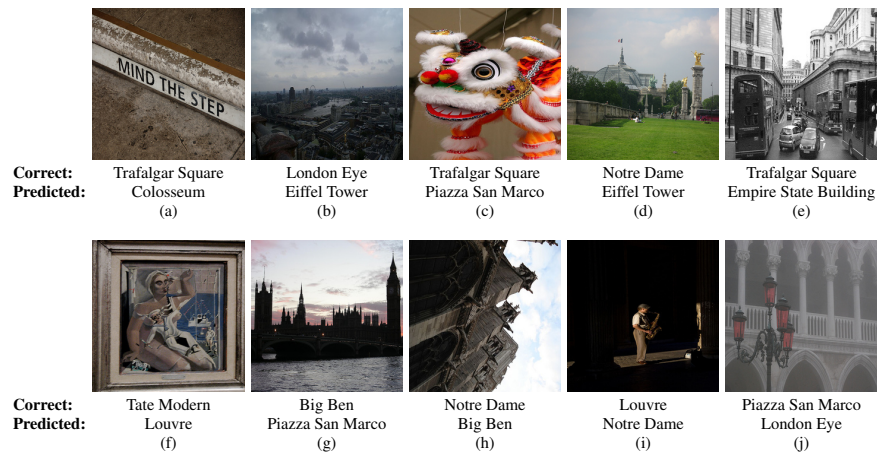 MIND THE STEP
Correct: Trafalgar Square London Eye Trafalgar Square Notre Dame Trafalgar Square
Predicted: Colosseum Eiffel Tower Piazza San Marco Eiffel Tower Empire State Building
(a) (b) (c) (d) (e)
Correct: Tate Modern Big Ben Notre Dame Louvre Piazza San Marco
Predicted: Louvre Piazza San Marco Big Ben Notre Dame London Eye
(f) (g) (h) (i) (j)